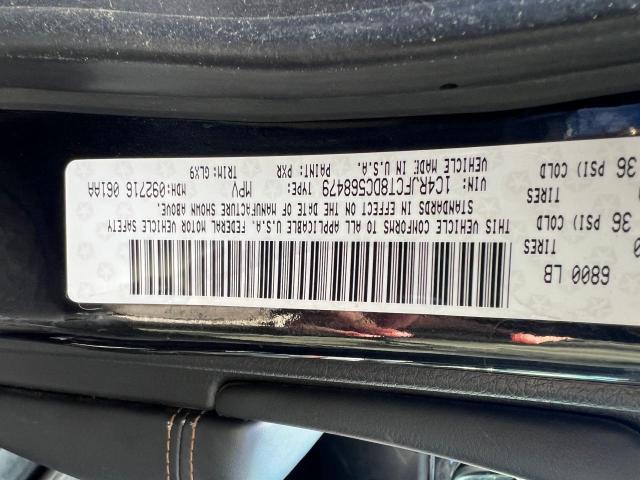 6800 LB
TIRES
36 PSI) COLD
TIRES
36 PSI) COLD
THIS VEHICLE CONFORMS TO ALL APPLICABLE U.S.A. FEDERAL MOTOR VEHICLE SAFETY
STANDARDS IN EFFECT ON THE DATE OF MANUFACTURE SHOWN ABOVE.
VIN: 1C4RJFCT8DC568479 TYPE: MPV MDH:092716 061AA
VEHICLE MADE IN U.S.A. PAINT: PXR TRIM: GLX9